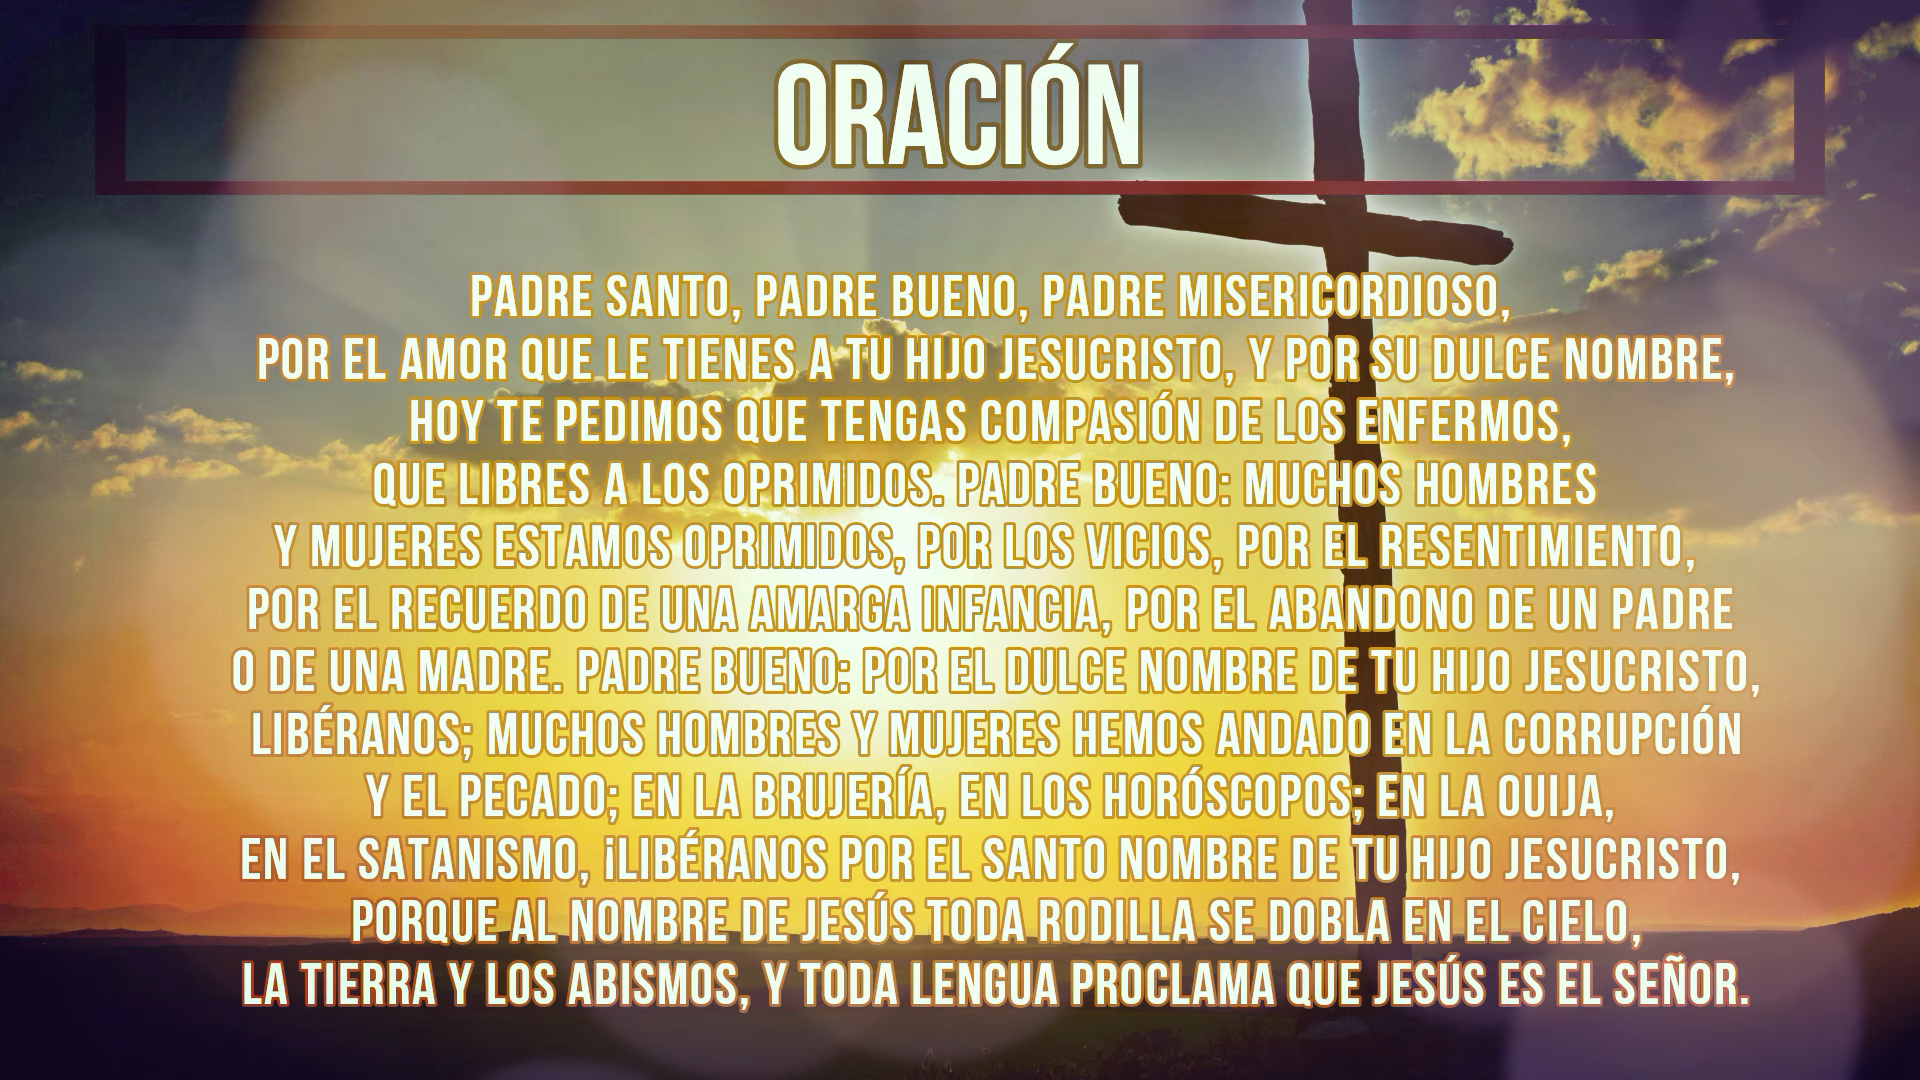 ORACIÓN
PADRE SANTO, PADRE BUENO, PADRE MISERICORDIOSO,
POR EL AMOR QUE LE TIENES A TU HIJO JESUCRISTO, Y POR SU DULCE NOMBRE,
HOY TE PEDIMOS QUE TENGAS COMPASIÓN DE LOS ENFERMOS,
QUE LIBRES A LOS OPRIMIDOS. PADRE BUENO: MUCHOS HOMBRES
Y MUJERES ESTAMOS OPRIMIDOS, POR LOS VICIOS, POR EL RESENTIMIENTO,
POR EL RECUERDO DE UNA AMARGA INFANCIA, POR EL ABANDONO DE UN PADRE
O DE UNA MADRE. PADRE BUENO: POR EL DULCE NOMBRE DE TU HIJO JESUCRISTO,
LIBÉRANOS; MUCHOS HOMBRES Y MUJERES HEMOS ANDADO EN LA CORRUPCIÓN
Y EL PECADO; EN LA BRUJERÍA, EN LOS HORÓSCOPOS; EN LA OUIJA,
EN EL SATANISMO, ¡LIBÉRANOS POR EL SANTO NOMBRE DE TU HIJO JESUCRISTO,
PORQUE AL NOMBRE DE JESÚS TODA RODILLA SE DOBLA EN EL CIELO,
LA TIERRA Y LOS ABISMOS, Y TODA LENGUA PROCLAMA QUE JESÚS ES EL SEÑOR.